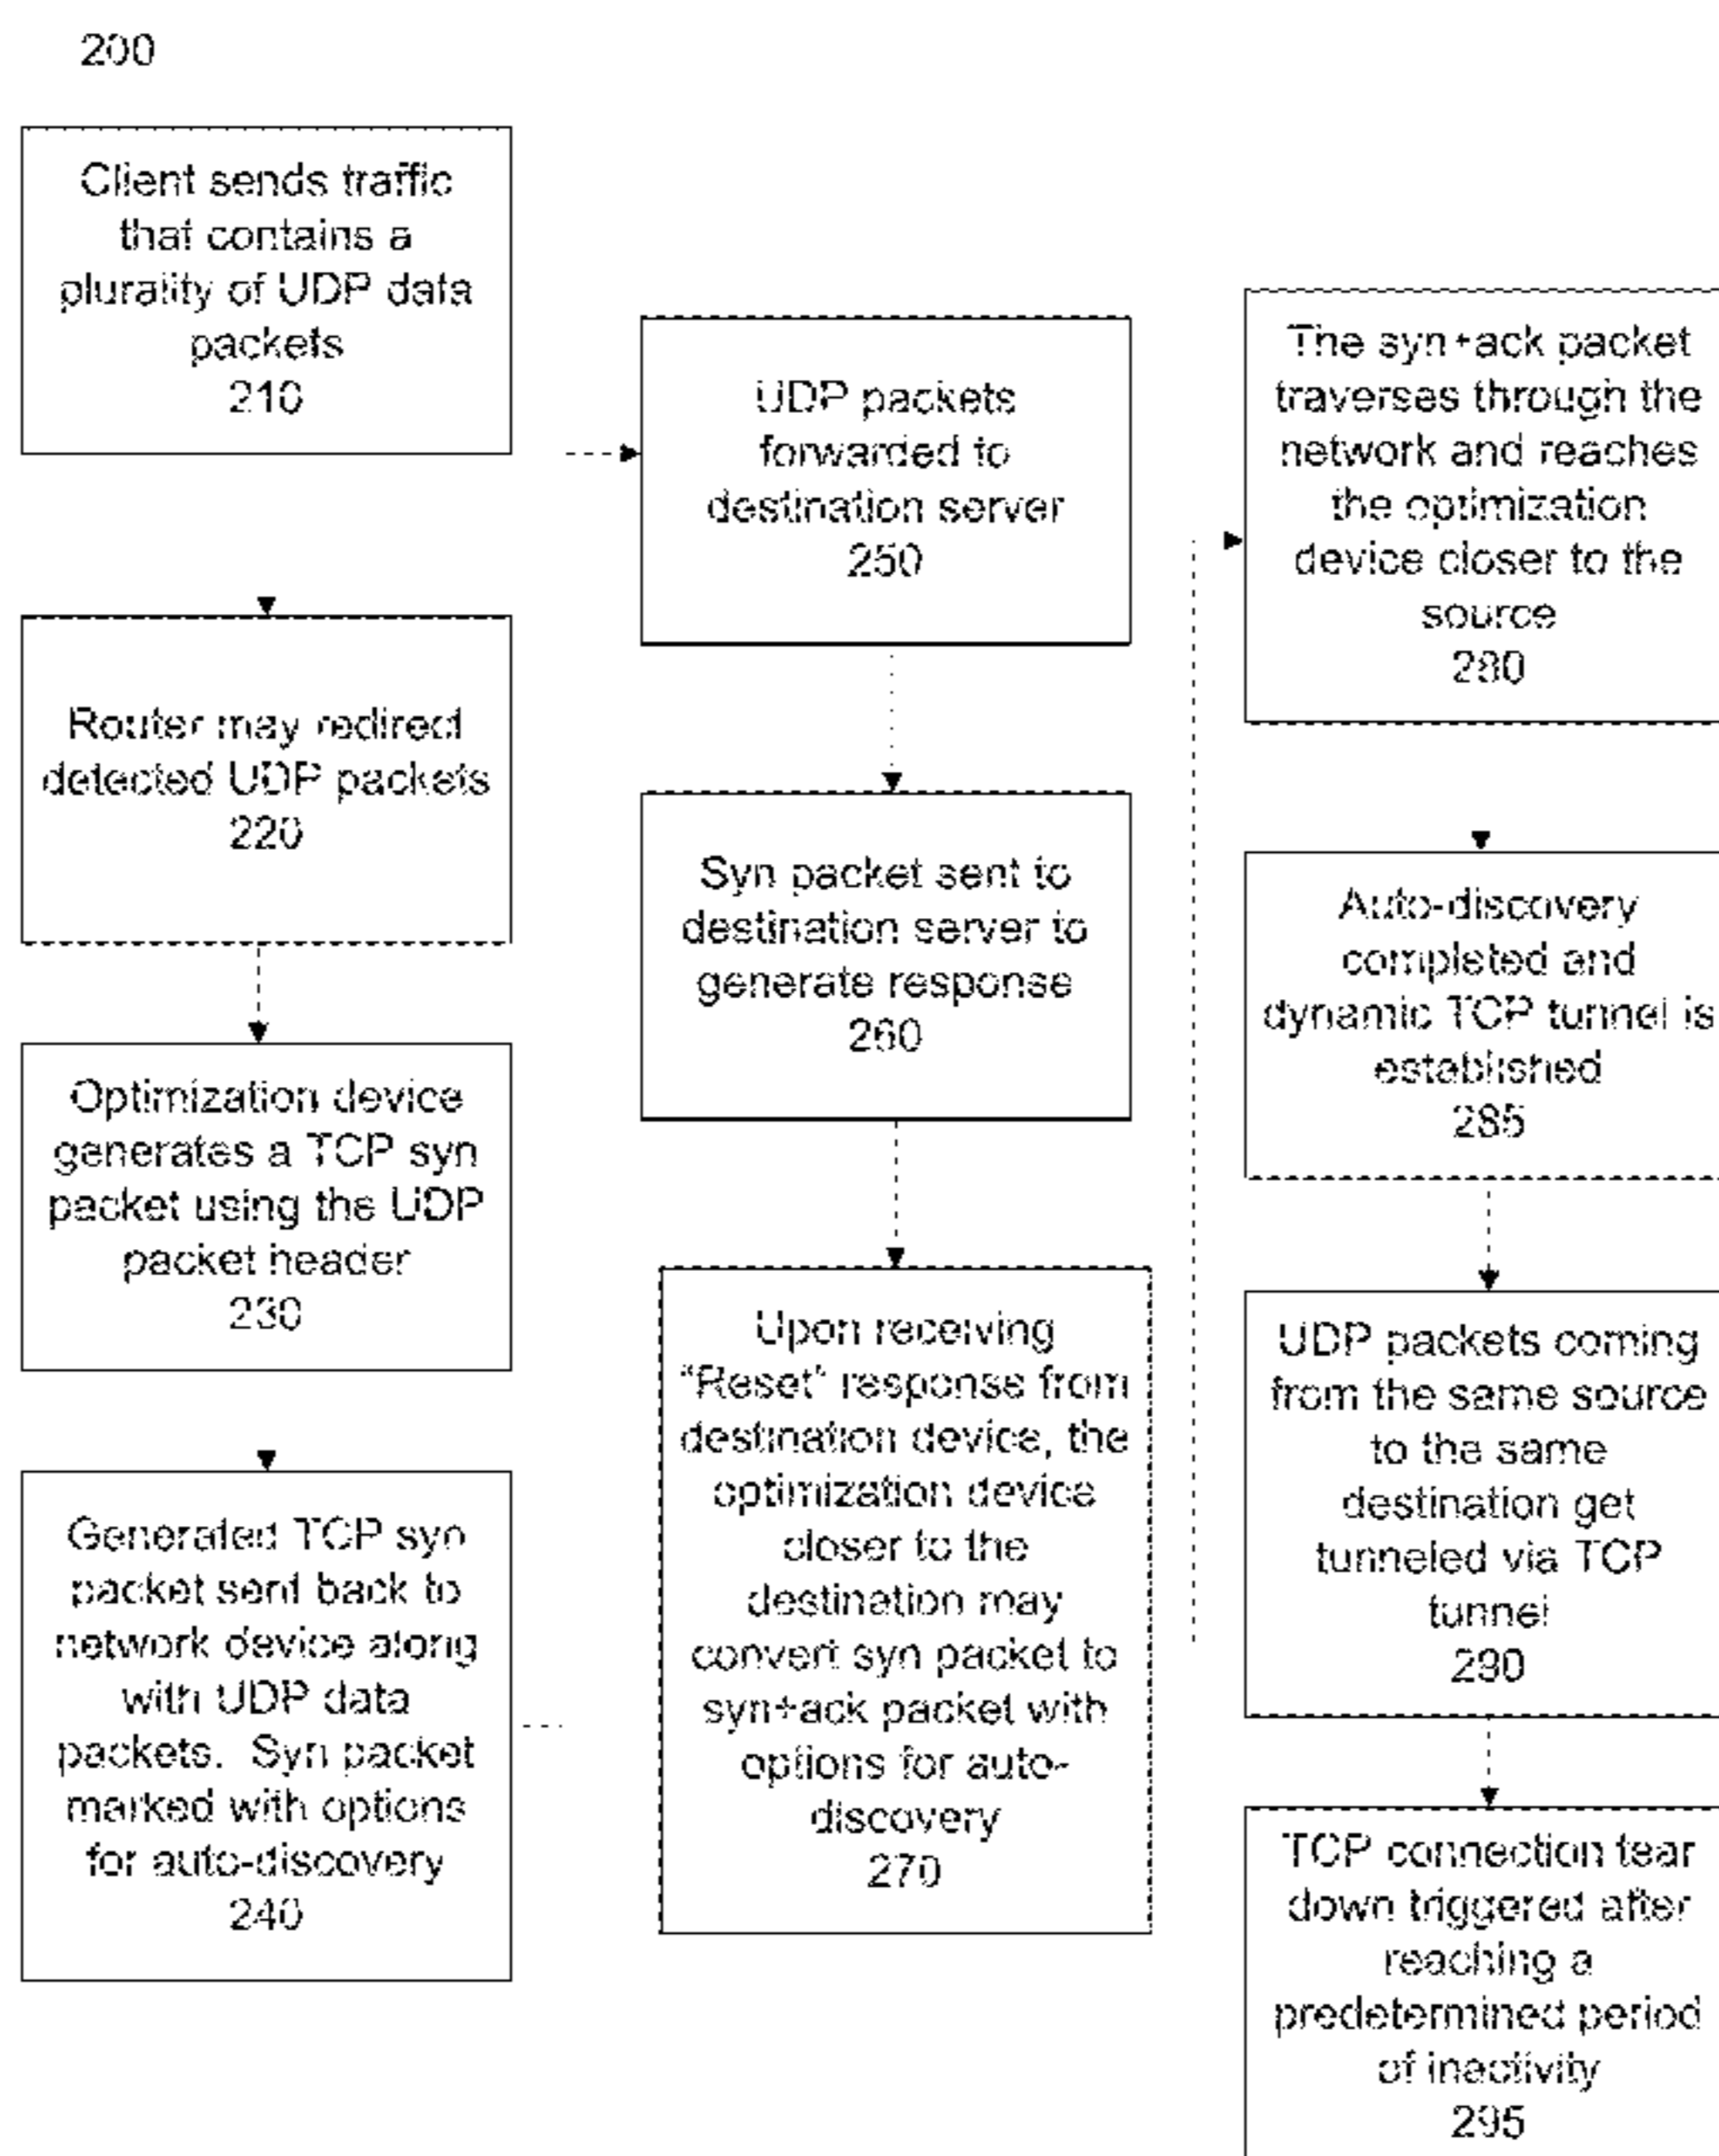 200
Client sends traffic
that contains a
plurality of UDP data
packets
210
Router may redirect
detected UDP packets
220
Optimization device
generates a TCP syn
packet using the UDP
packet header
230
Generated TCP syn
packet sent back to
network device along
with UDP data
packets. Syn packet
marked with options
for auto-discovery
240
UDP packets
forwarded to
destination server
250
Syn packet sent to
destination server to
generate response
260
Upon receiving
"Reset" response from
destination device, the
optimization device
closer to the
destination may
convert syn packet to
syn+ack packet with
options for auto-
discovery
270
The syn+ack packet
traverses through the
network and reaches
the optimization
device closer to the
source
280
Auto-discovery
completed and
dynamic TCP tunnel is
established
285
UDP packets coming
from the same source
to the same
destination get
tunneled via TCP
tunnel
290
TCP connection tear
down triggered after
reaching a
predetermined period
of inactivity
295